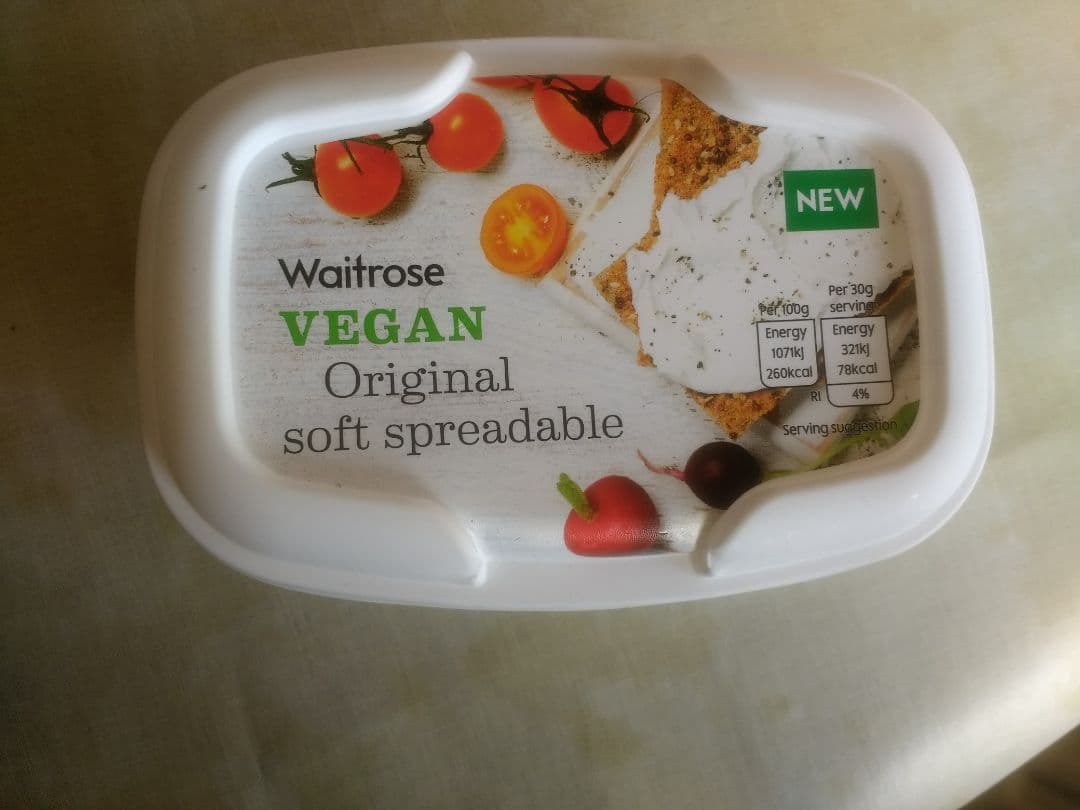 Waitrose
VEGAN
Original
soft spreadable
NEW
Per 100g
Energy
1071kJ
260kcal
Per 30g
serving
Energy
321kJ
78kcal
RI 4%
Serving suggestion